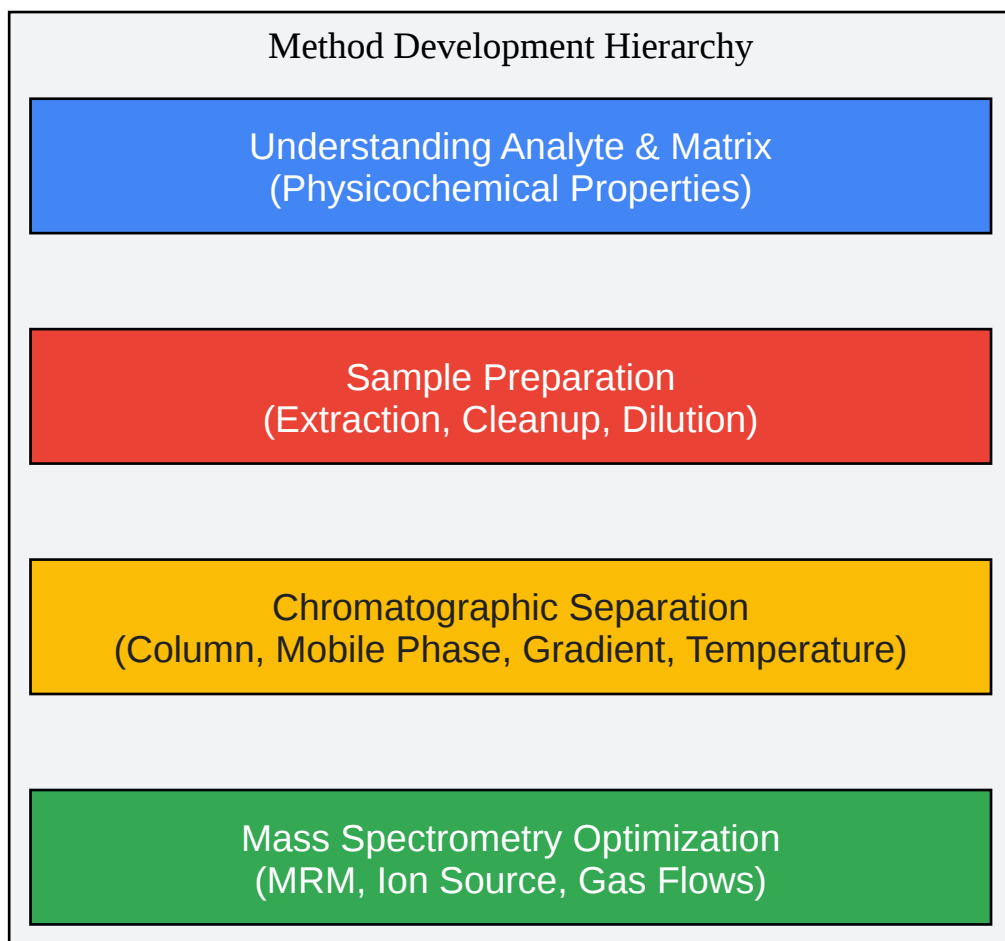 Method Development Hierarchy
Understanding Analyte & Matrix
(Physicochemical Properties)
Sample Preparation
(Extraction, Cleanup, Dilution)
Chromatographic Separation
(Column, Mobile Phase, Gradient, Temperature)
Mass Spectrometry Optimization
(MRM, Ion Source, Gas Flows)